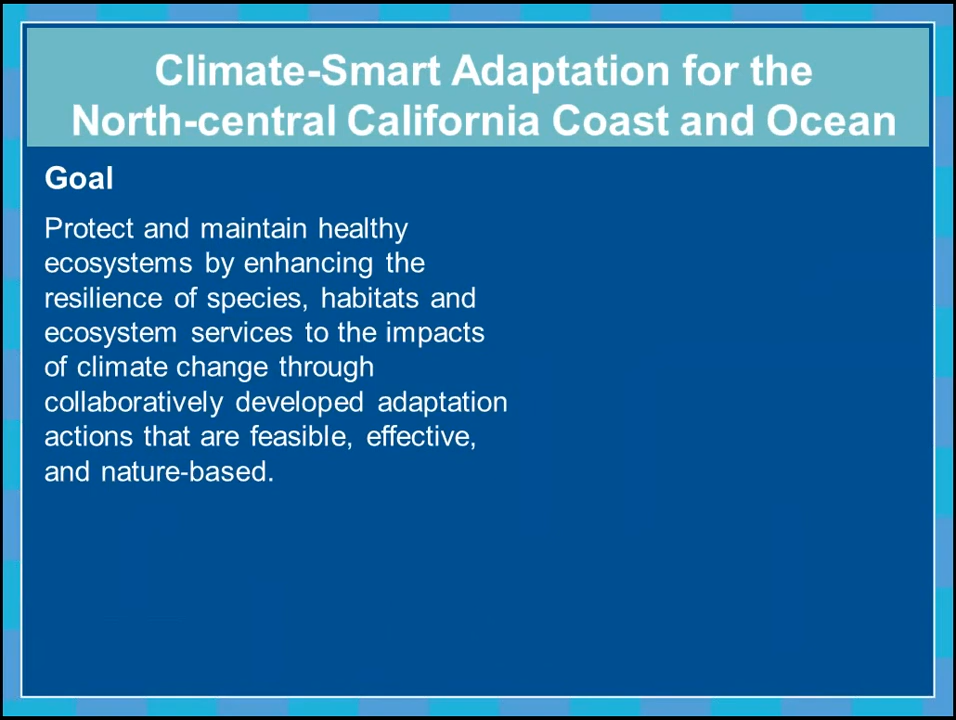 Climate-Smart Adaptation for the
North-central California Coast and Ocean
Goal
Protect and maintain healthy
ecosystems by enhancing the
resilience of species, habitats and
ecosystem services to the impacts
of climate change through
collaboratively developed adaptation
actions that are feasible, effective,
and nature-based.